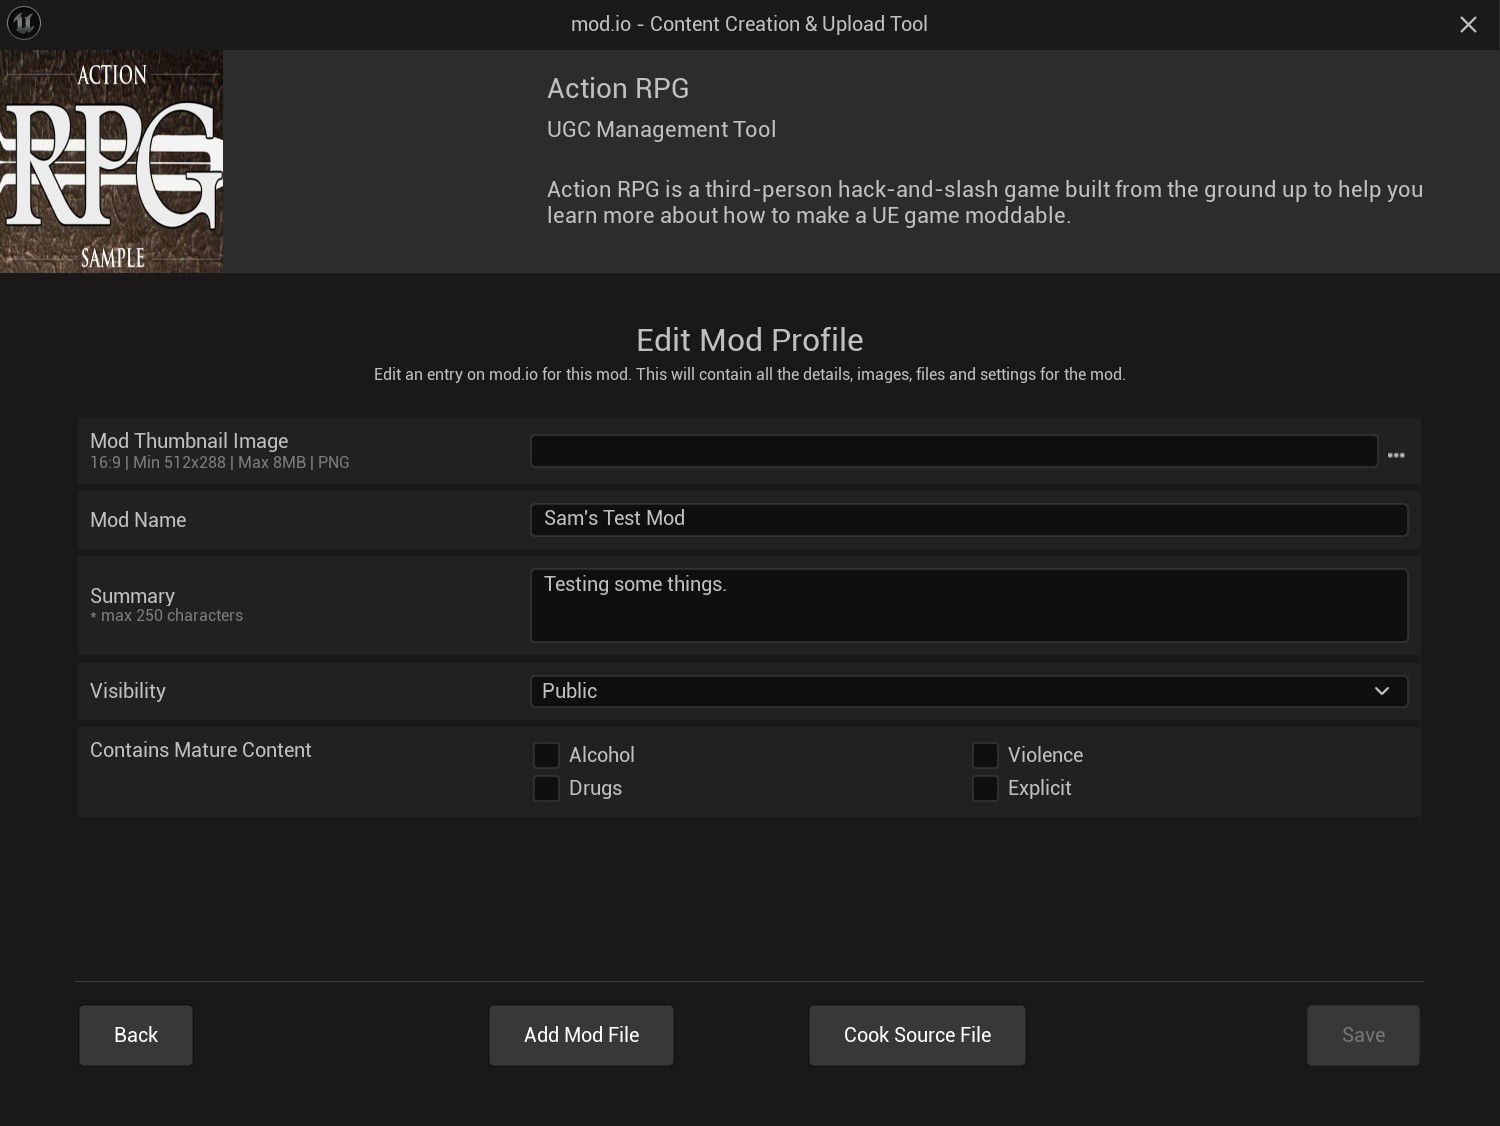 mod.io - Content Creation & Upload Tool
ACTION
RPG
SAMPLE
Action RPG
UGC Management Tool
Action RPG is a third-person hack-and-slash game built from the ground up to help you
learn more about how to make a UE game moddable.
Edit Mod Profile
Edit an entry on mod.io for this mod. This will contain all the details, images, files and settings for the mod.
Mod Thumbnail Image
16:9 | Min 512x288 | Max 8MB | PNG
Mod Name
Sam's Test Mod
Summary
* max 250 characters
Testing some things.
Visibility
Public
Contains Mature Content
Alcohol
Violence
Drugs
Explicit
Back
Add Mod File
Cook Source File
Save